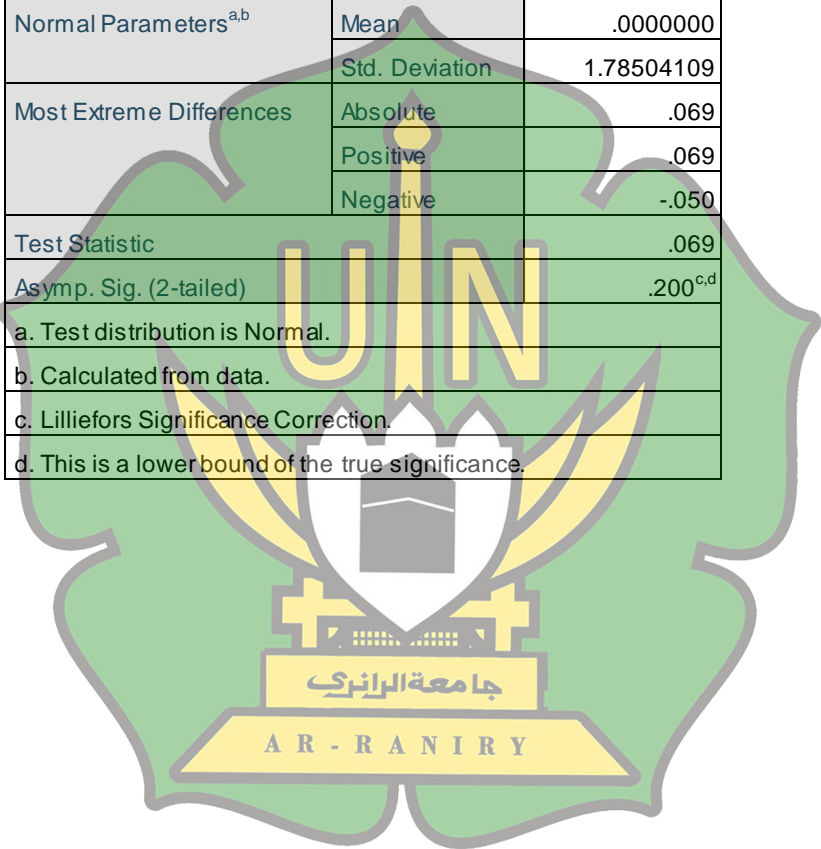 Normal Parametersa,b Mean .0000000
Std. Deviation 1.78504109
Most Extreme Differences Absolute .069
Positive .069
Negative -.050
Test Statistic .069
Asymp. Sig. (2-tailed) .200c,d
a. Test distribution is Normal.
b. Calculated from data.
c. Lilliefors Significance Correction.
d. This is a lower bound of the true significance.
UIN
جامعةالرانري
AR-RANIRY